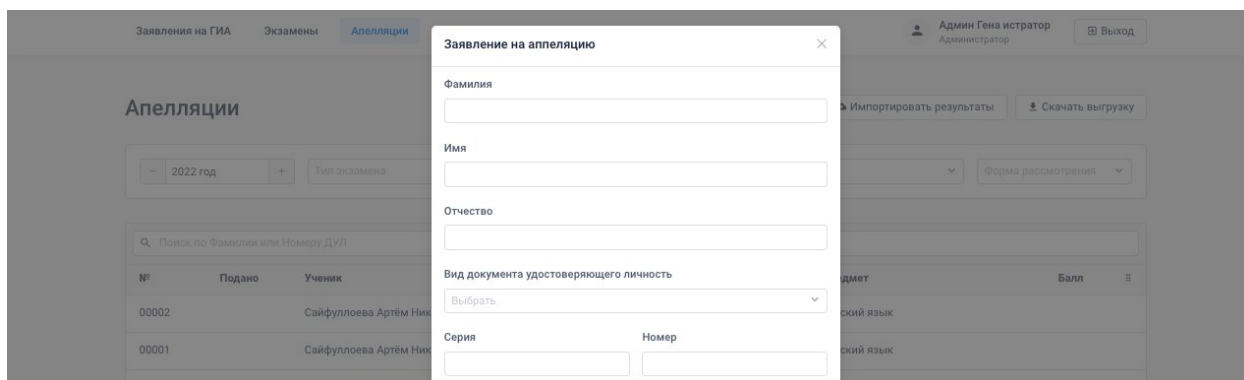 Заявления на ГИА Экзамены Апелляции Админ Гена истратор Выход
Администратор
Заявление на аппеляцию
Фамилия
Апелляции Импортировать результаты Скачать выгрузку
Имя
2022 год Тип экзамена Форма рассмотрения
Отчество
Поиск по Фамилии или Номеру ДУЛ
Вид документа удостоверяющего личность
№ Подано Ученик Балл
Выбрать
00002 Сайфуллоева Артём Ник ский язык
Серия Номер
00001 Сайфуллоева Артём Ник ский язык